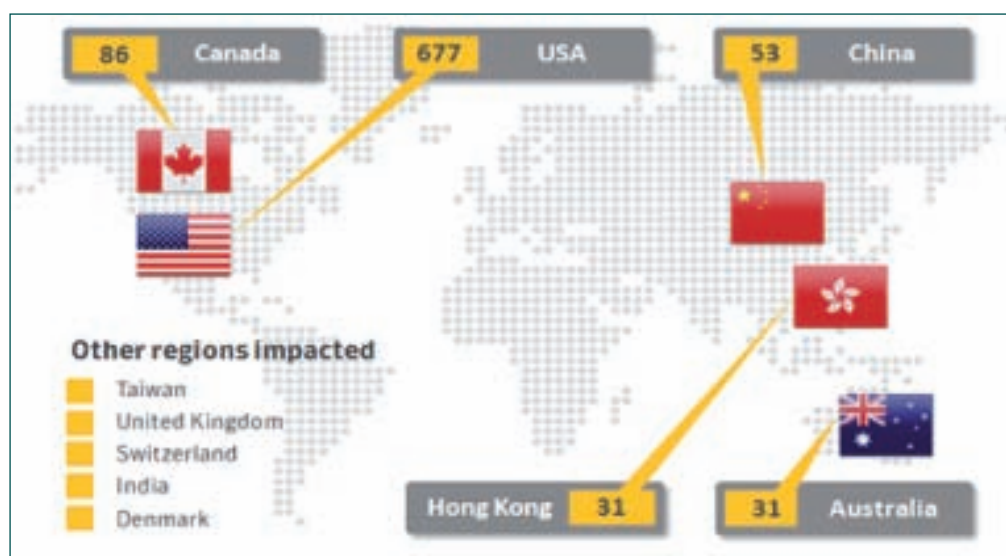 86 Canada
677 USA
53 China
Other regions impacted
Taiwan
United Kingdom
Switzerland
India
Denmark
Hong Kong 31
31 Australia